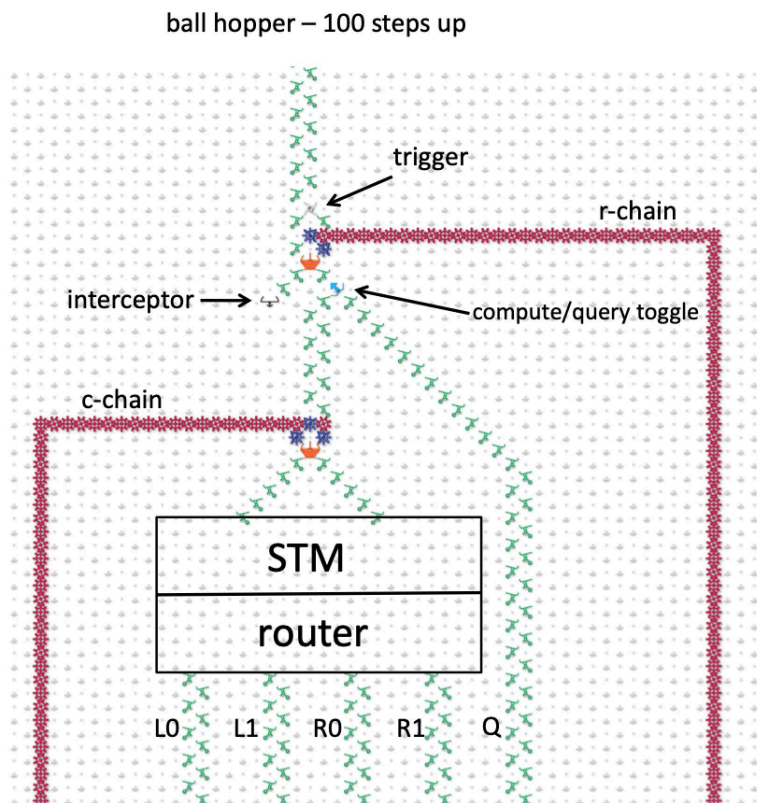 ball hopper – 100 steps up
trigger
r-chain
interceptor
compute/query toggle
c-chain
STM
router
L0 L1 R0 R1 Q